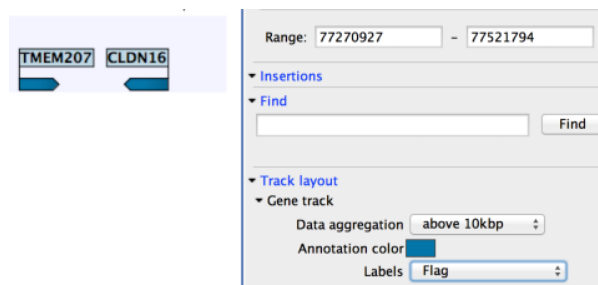 TMEM207 CLDN16
Range: 77270927 - 77521794
Insertions
Find
Find
Track layout
Gene track
Data aggregation above 10kbp
Annotation color
Labels Flag